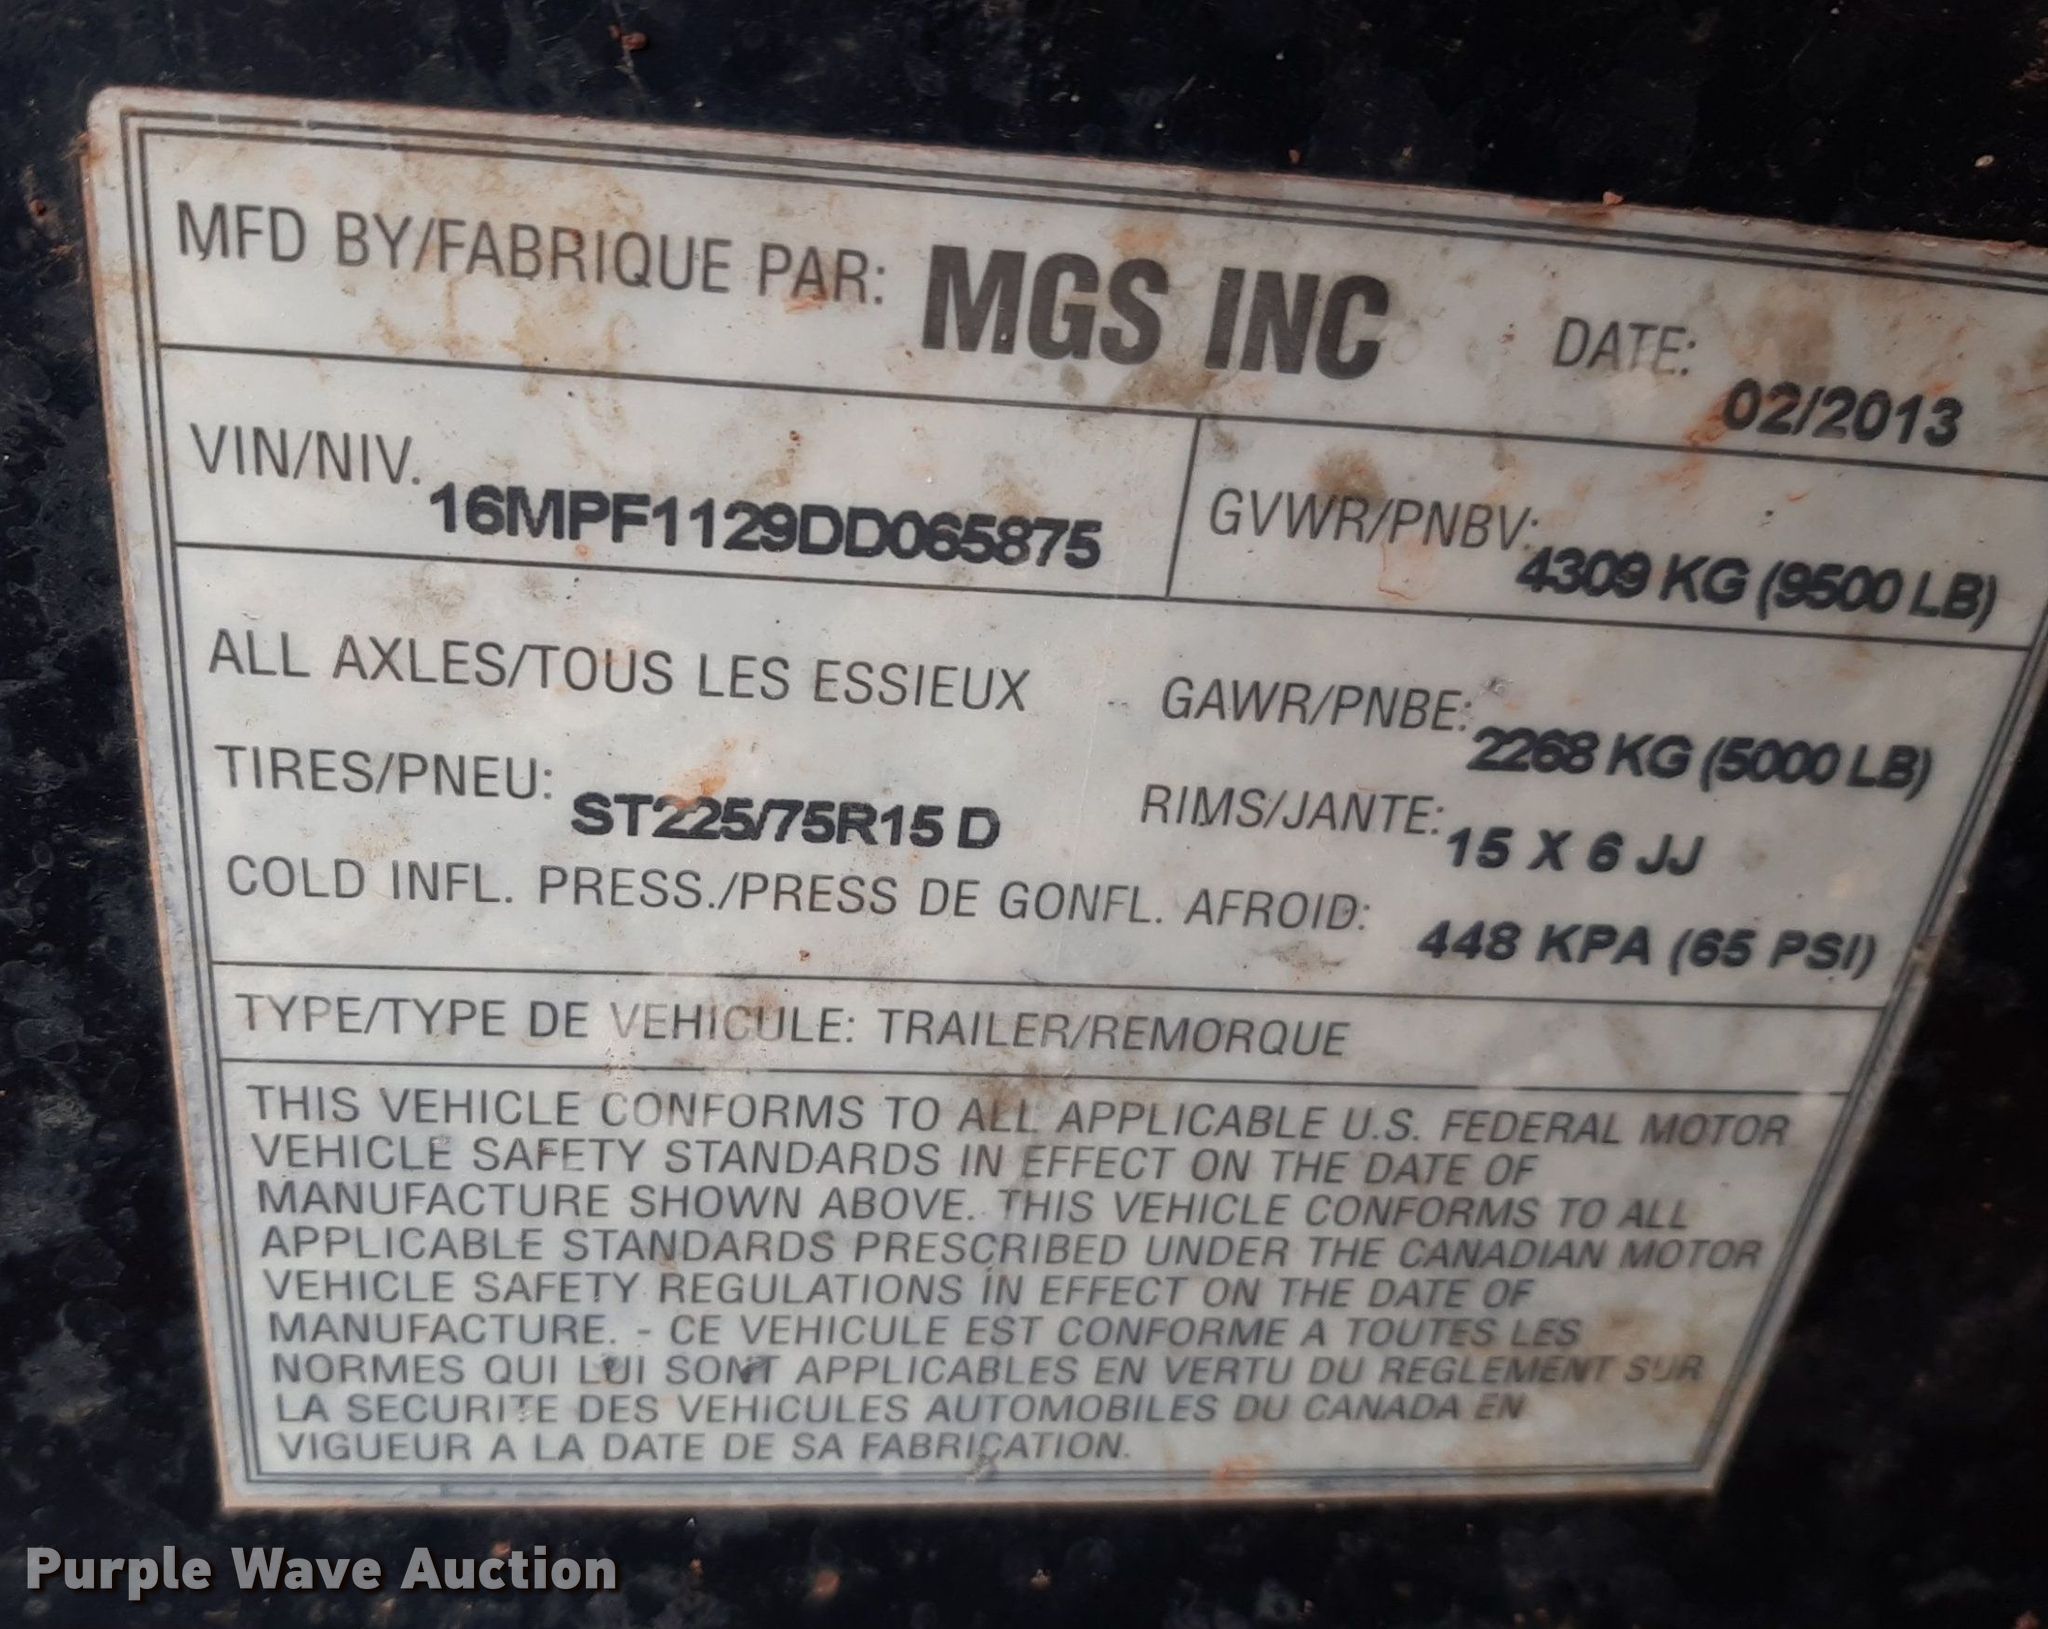 MFD BY/FABRIQUE PAR: MGS INC DATE: 02/2013
VIN/NIV. 16MPF1129DD065875 GVWR/PNBV: 4309 KG (9500 LB)
ALL AXLES/TOUS LES ESSIEUX GAWR/PNBE: 2268 KG (5000 LB)
TIRES/PNEU: ST225/75R15 D RIMS/JANTE: 15 X 6 JJ
COLD INFL. PRESS./PRESS DE GONFL. AFROID: 448 KPA (65 PSI)
TYPE/TYPE DE VEHICULE: TRAILER/REMORQUE
THIS VEHICLE CONFORMS TO ALL APPLICABLE U.S. FEDERAL MOTOR
VEHICLE SAFETY STANDARDS IN EFFECT ON THE DATE OF
MANUFACTURE SHOWN ABOVE. THIS VEHICLE CONFORMS TO ALL
APPLICABLE STANDARDS PRESCRIBED UNDER THE CANADIAN MOTOR
VEHICLE SAFETY REGULATIONS IN EFFECT ON THE DATE OF
MANUFACTURE. - CE VEHICULE EST CONFORME A TOUTES LES
NORMES QUI LUI SONT APPLICABLES EN VERTU DU REGLEMENT SUR
LA SECURITE DES VEHICULES AUTOMOBILES DU CANADA EN
VIGUEUR A LA DATE DE SA FABRICATION.
Purple Wave Auction